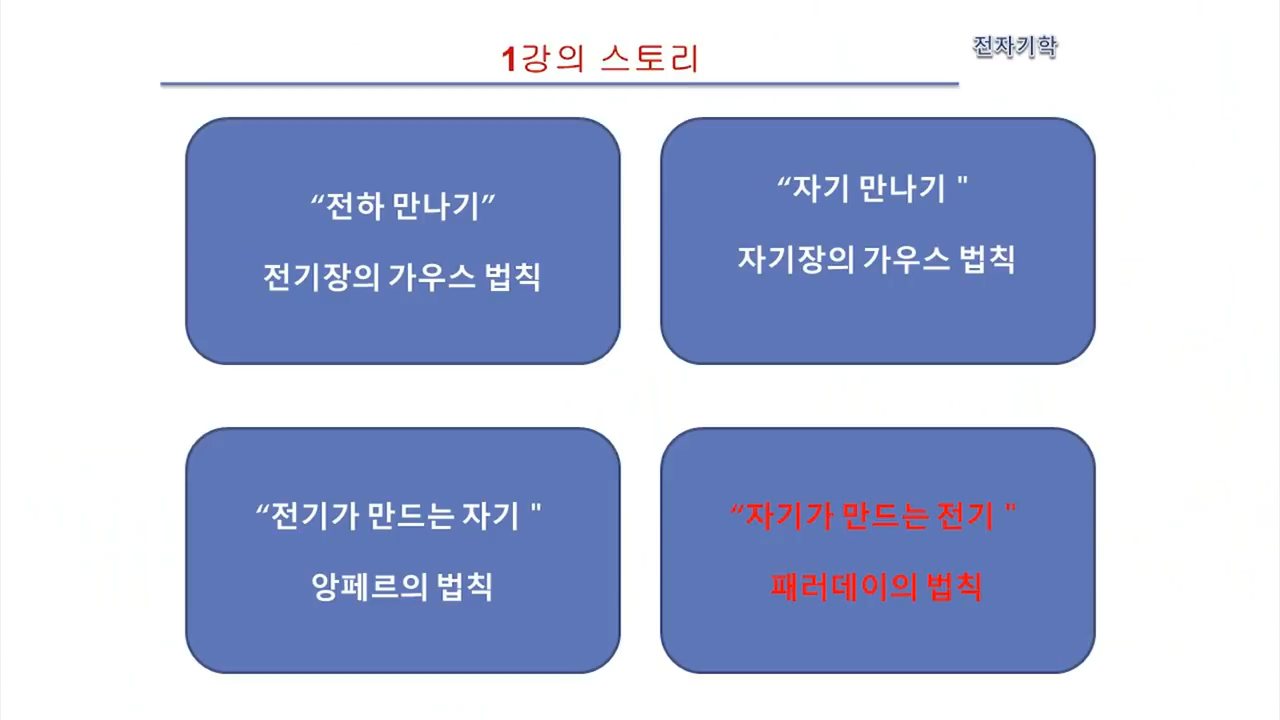 1강의 스토리
전자기학
“전하 만나기”
전기장의 가우스 법칙
“자기 만나기 "
자기장의 가우스 법칙
“전기가 만드는 자기 "
앙페르의 법칙
“자기가 만드는 전기 "
패러데이의 법칙